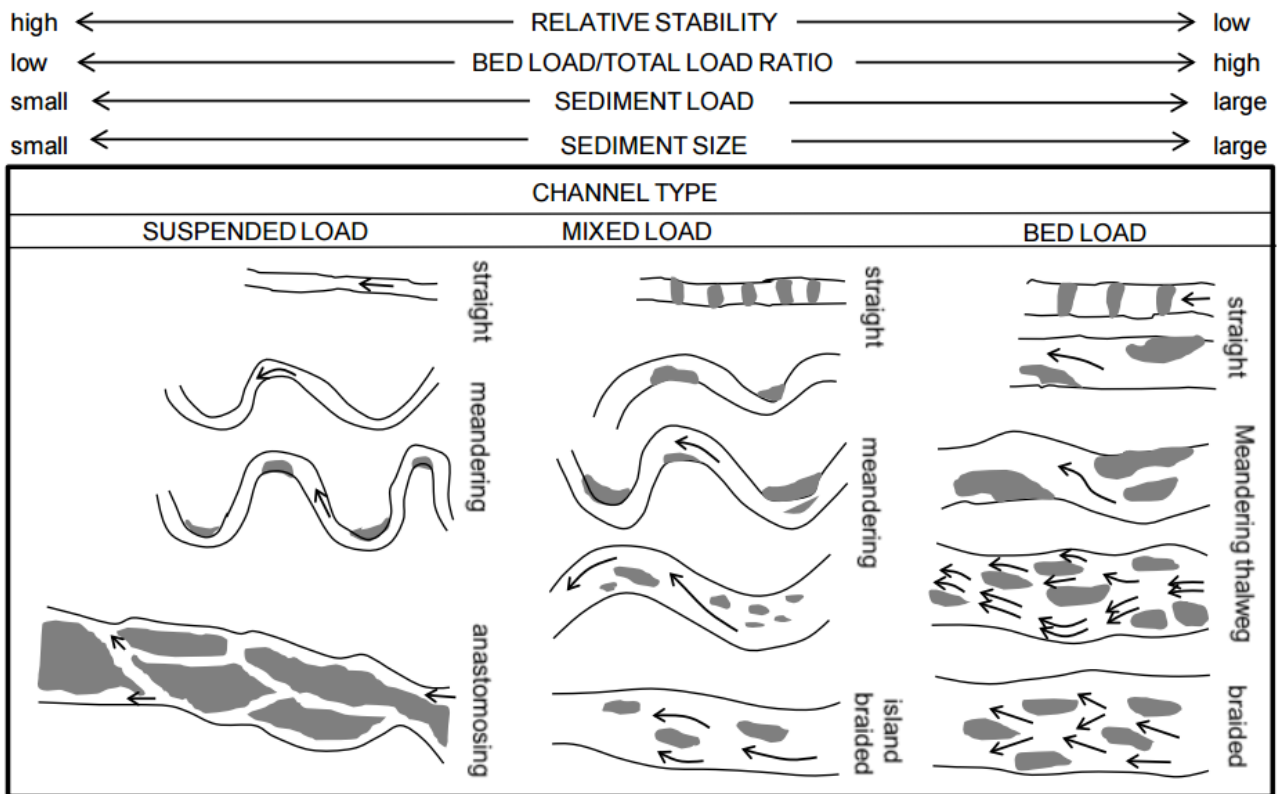 high RELATIVE STABILITY low
low BED LOAD/TOTAL LOAD RATIO high
small SEDIMENT LOAD large
small SEDIMENT SIZE large
CHANNEL TYPE
SUSPENDED LOAD MIXED LOAD BED LOAD
straight
meandering
anastomosing
straight
meandering
island
braided
straight
Meandering thalweg
braided